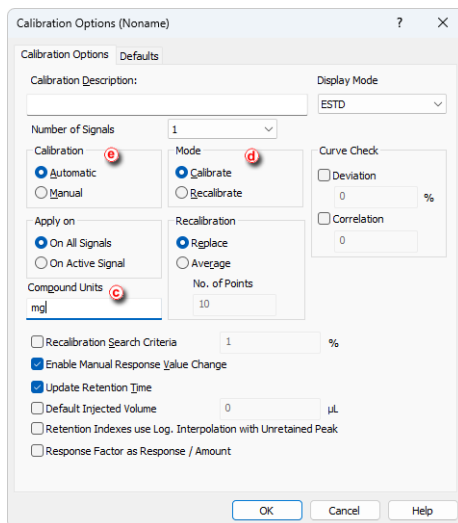 Calibration Options (Noname) ? ×
Calibration Options Defaults
Calibration Description: Display Mode
ESTD
Number of Signals 1
Calibration e Mode d Curve Check
Automatic Calibrate Deviation
Manual Recalibrate 0 %
Apply on Recalibration Correlation
On All Signals Replace 0
On Active Signal Average
Compound Units c No. of Points
mg 10
Recalibration Search Criteria 1 %
Enable Manual Response Value Change
Update Retention Time
Default Injected Volume 0 µL
Retention Indexes use Log. Interpolation with Unretained Peak
Response Factor as Response / Amount
OK Cancel Help